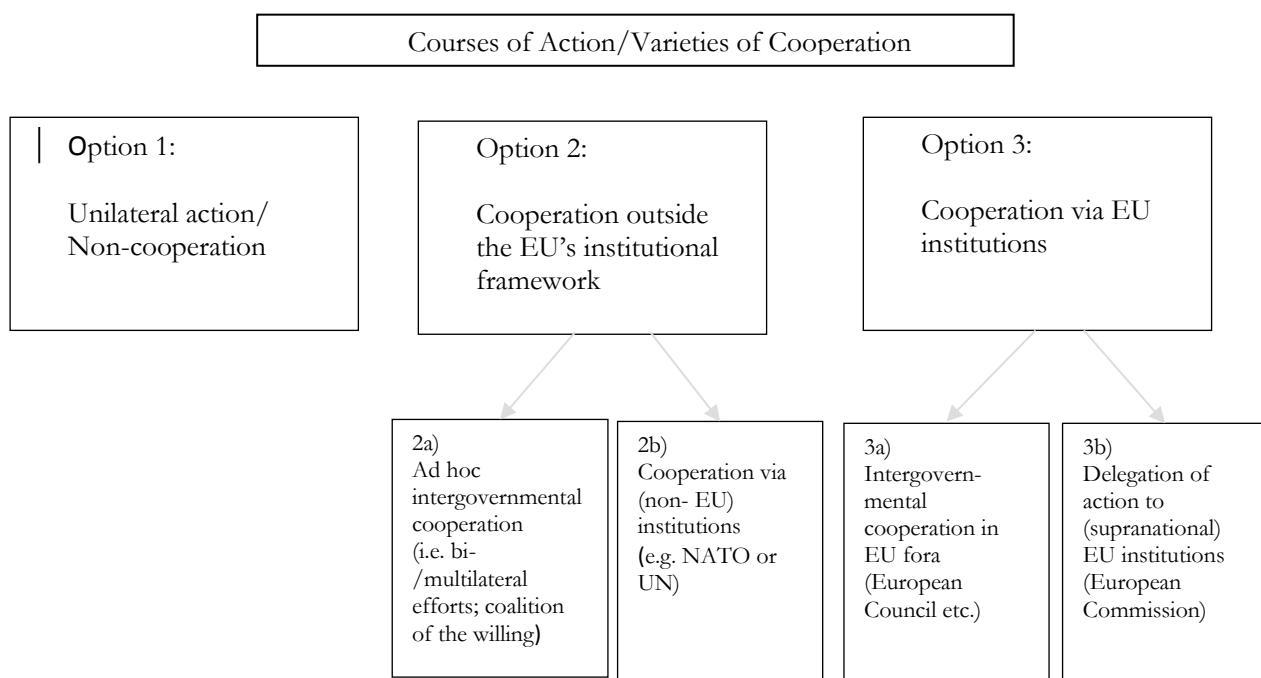 Courses of Action/Varieties of Cooperation
Option 1:
Unilateral action/
Non-cooperation
Option 2:
Cooperation outside
the EU’s institutional
framework
Option 3:
Cooperation via EU
institutions
2a)
Ad hoc
intergovernmental
cooperation
(i.e. bi-
/multilateral
efforts; coalition
of the willing)
2b)
Cooperation via
(non- EU)
institutions
(e.g. NATO or
UN)
3a)
Intergovern-
mental
cooperation in
EU fora
(European
Council etc.)
3b)
Delegation of
action to
(supranational)
EU institutions
(European
Commission)